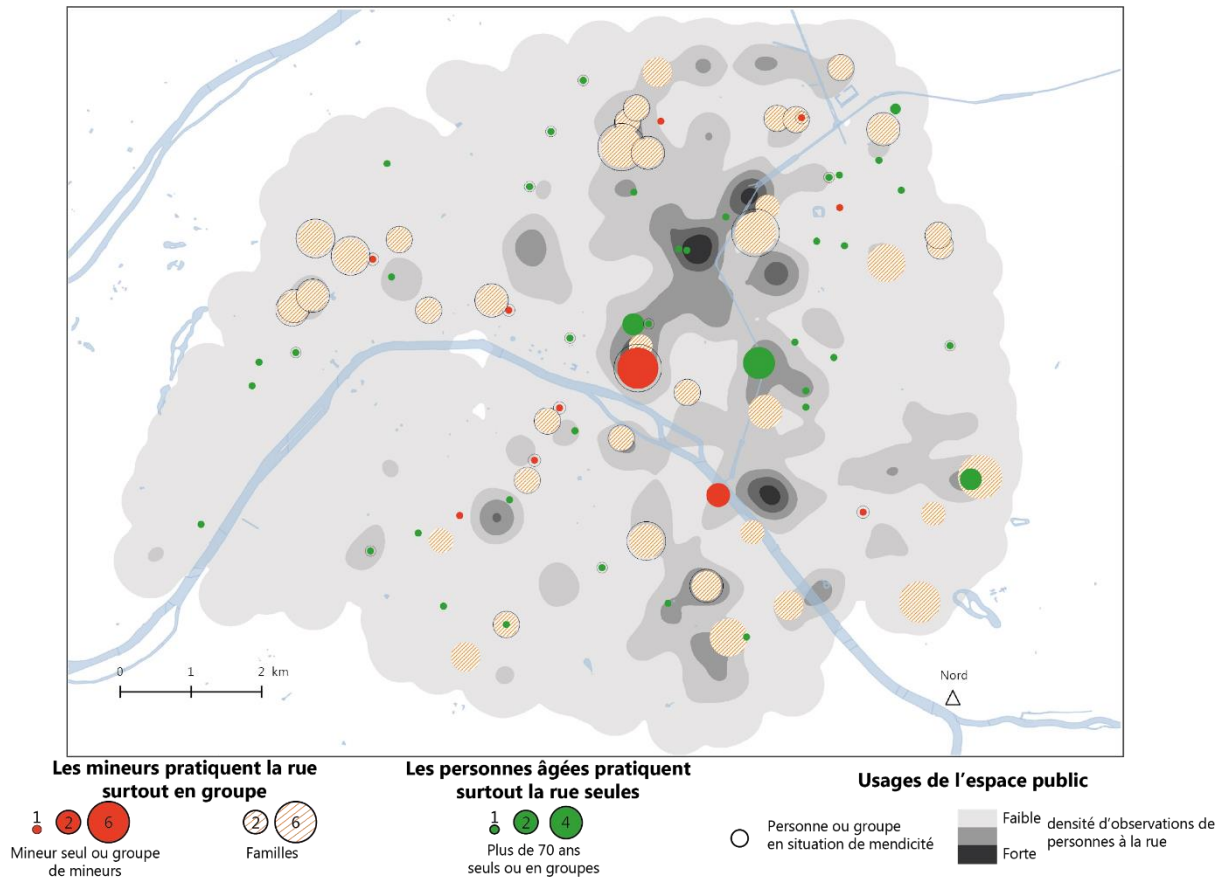 0 1 2 km
Nord
Les mineurs pratiquent la rue
surtout en groupe
1
2
6
Mineur seul ou groupe
de mineurs
2
6
Familles
Les personnes âgées pratiquent
surtout la rue seules
1
2
4
Plus de 70 ans
seuls ou en groupes
Usages de l'espace public
Personne ou groupe
en situation de mendicité
Faible
Forte
densité d'observations de
personnes à la rue